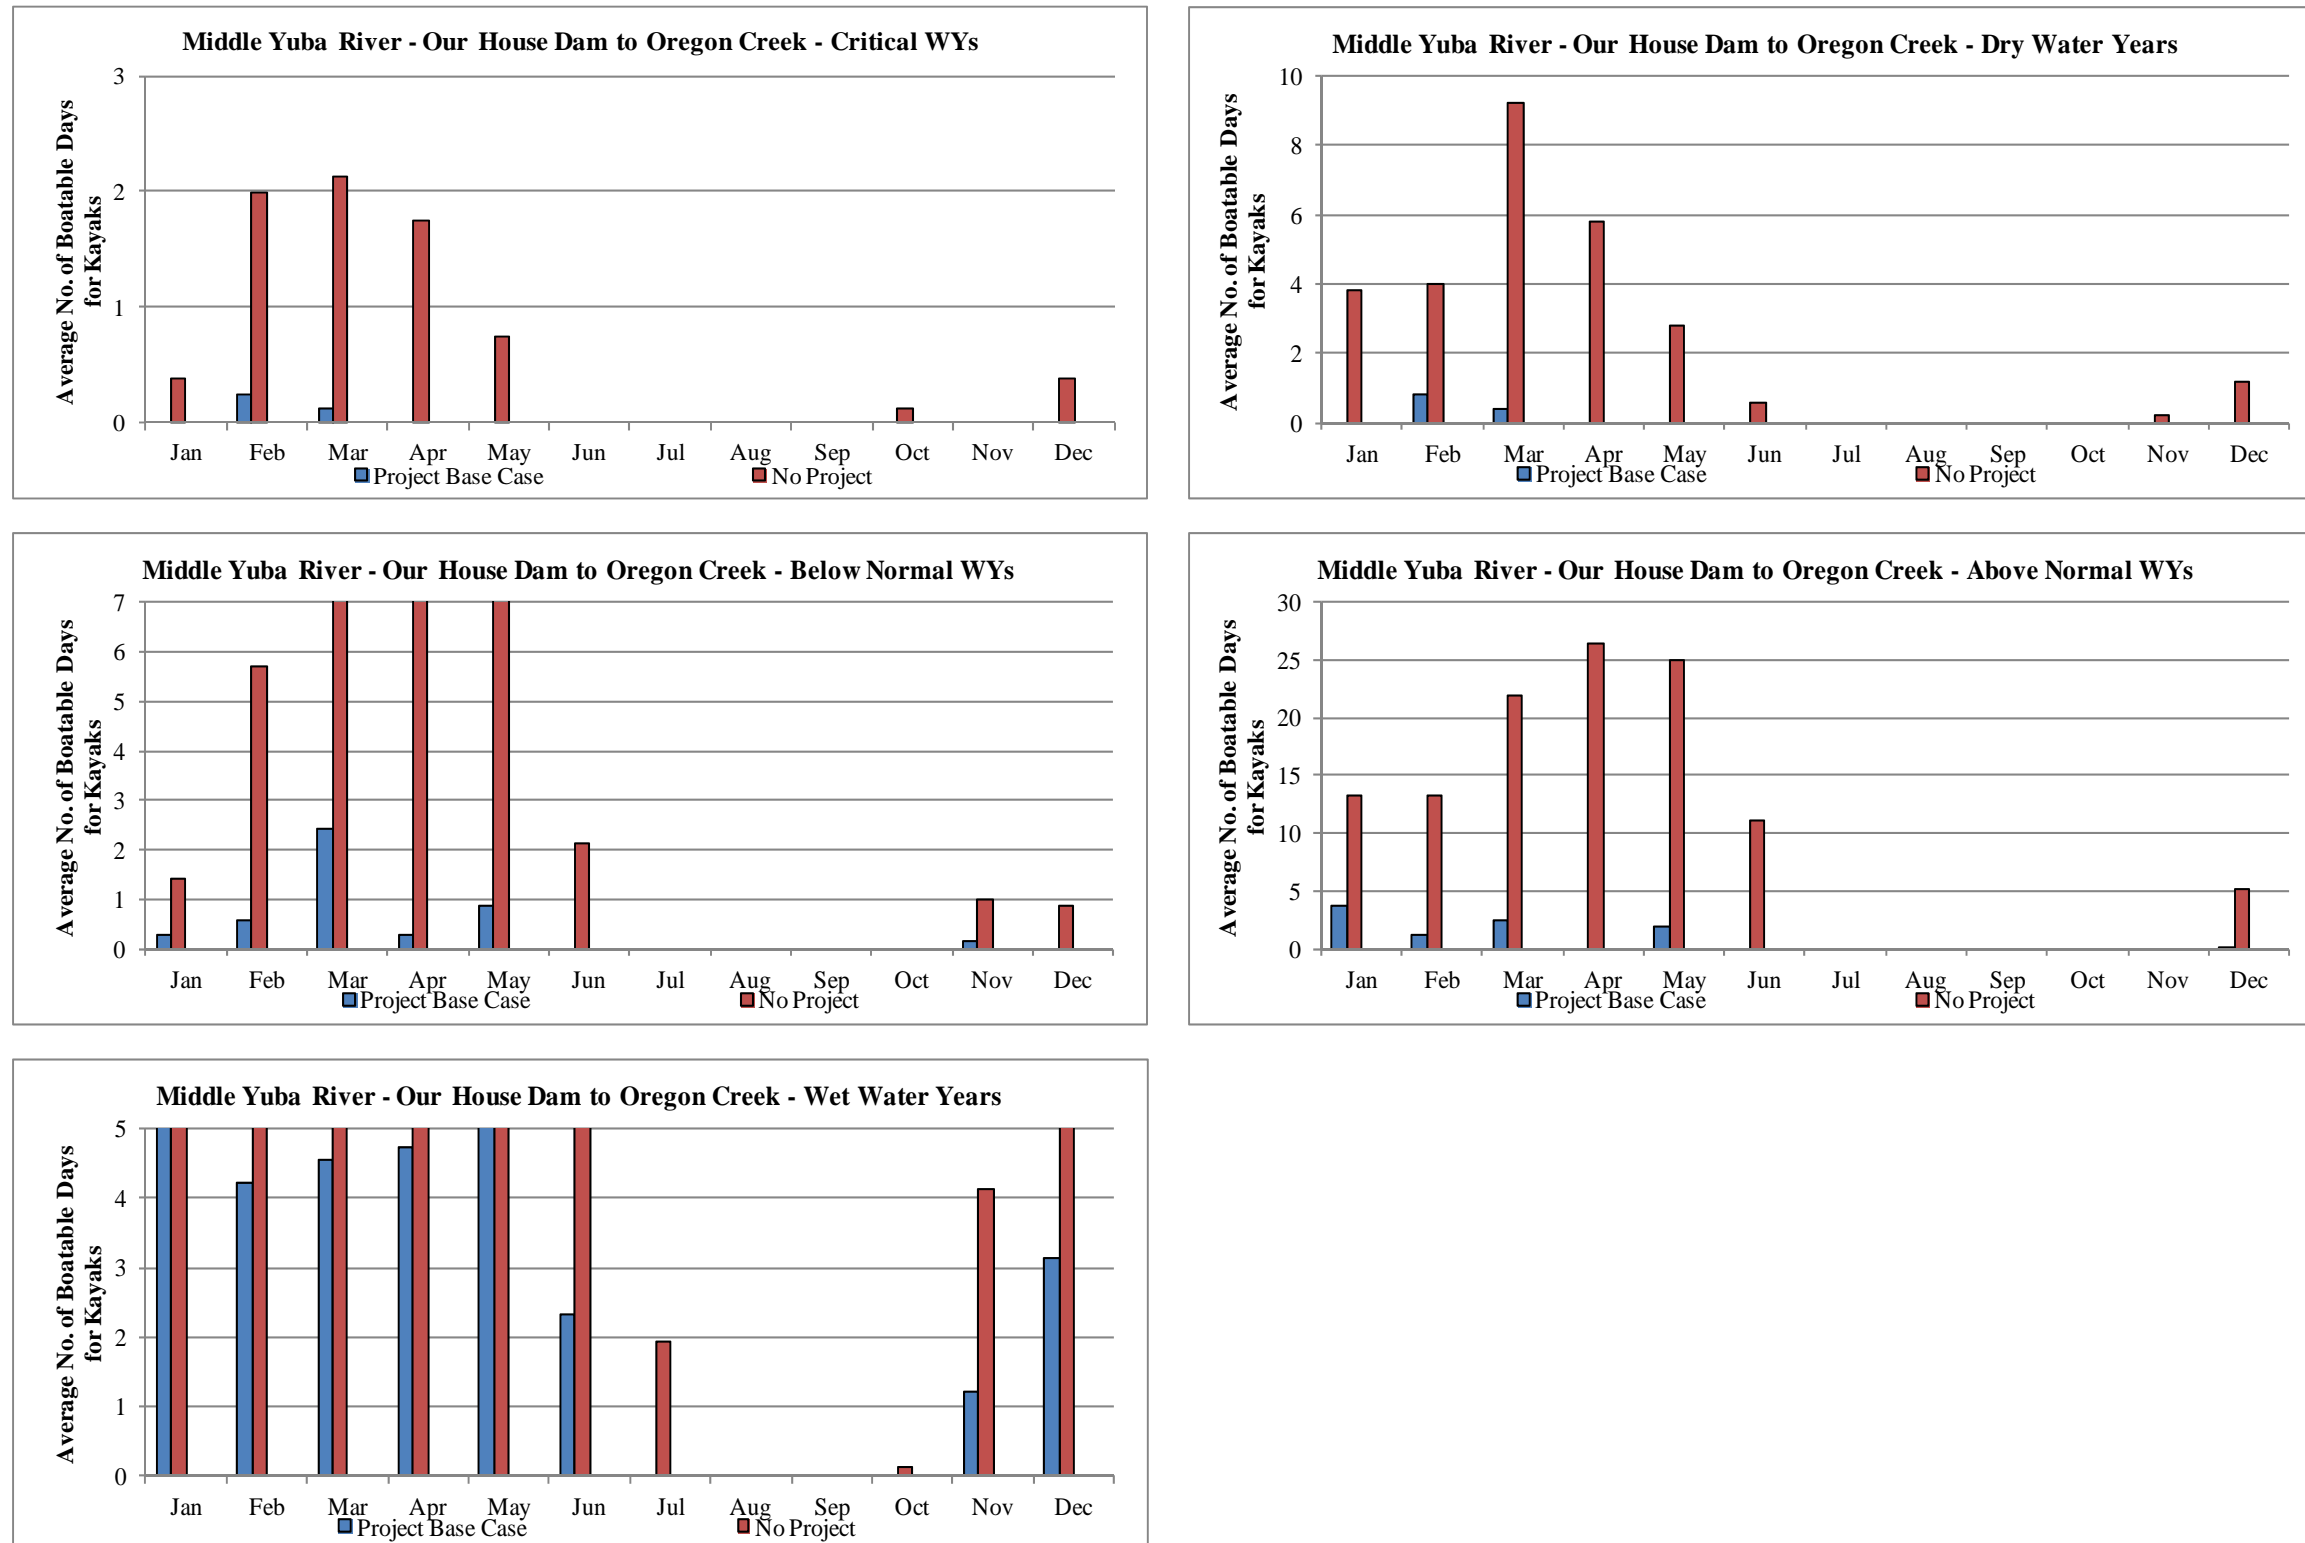 Middle Yuba River - Our House Dam to Oregon Creek - Critical WYs
Average No. of Boatable Days
for Kayaks
3
2
1
0
Jan Feb Mar Apr May Jun Jul Aug Sep Oct Nov Dec
Project Base Case No Project
Middle Yuba River - Our House Dam to Oregon Creek - Dry Water Years
Average No. of Boatable Days
for Kayaks
10
8
6
4
2
0
Jan Feb Mar Apr May Jun Jul Aug Sep Oct Nov Dec
Project Base Case No Project
Middle Yuba River - Our House Dam to Oregon Creek - Below Normal WYs
Average No. of Boatable Days
for Kayaks
7
6
5
4
3
2
1
0
Jan Feb Mar Apr May Jun Jul Aug Sep Oct Nov Dec
Project Base Case No Project
Middle Yuba River - Our House Dam to Oregon Creek - Above Normal WYs
Average No. of Boatable Days
for Kayaks
30
25
20
15
10
5
0
Jan Feb Mar Apr May Jun Jul Aug Sep Oct Nov Dec
Project Base Case No Project
Middle Yuba River - Our House Dam to Oregon Creek - Wet Water Years
Average No. of Boatable Days
for Kayaks
5
4
3
2
1
0
Jan Feb Mar Apr May Jun Jul Aug Sep Oct Nov Dec
Project Base Case No Project